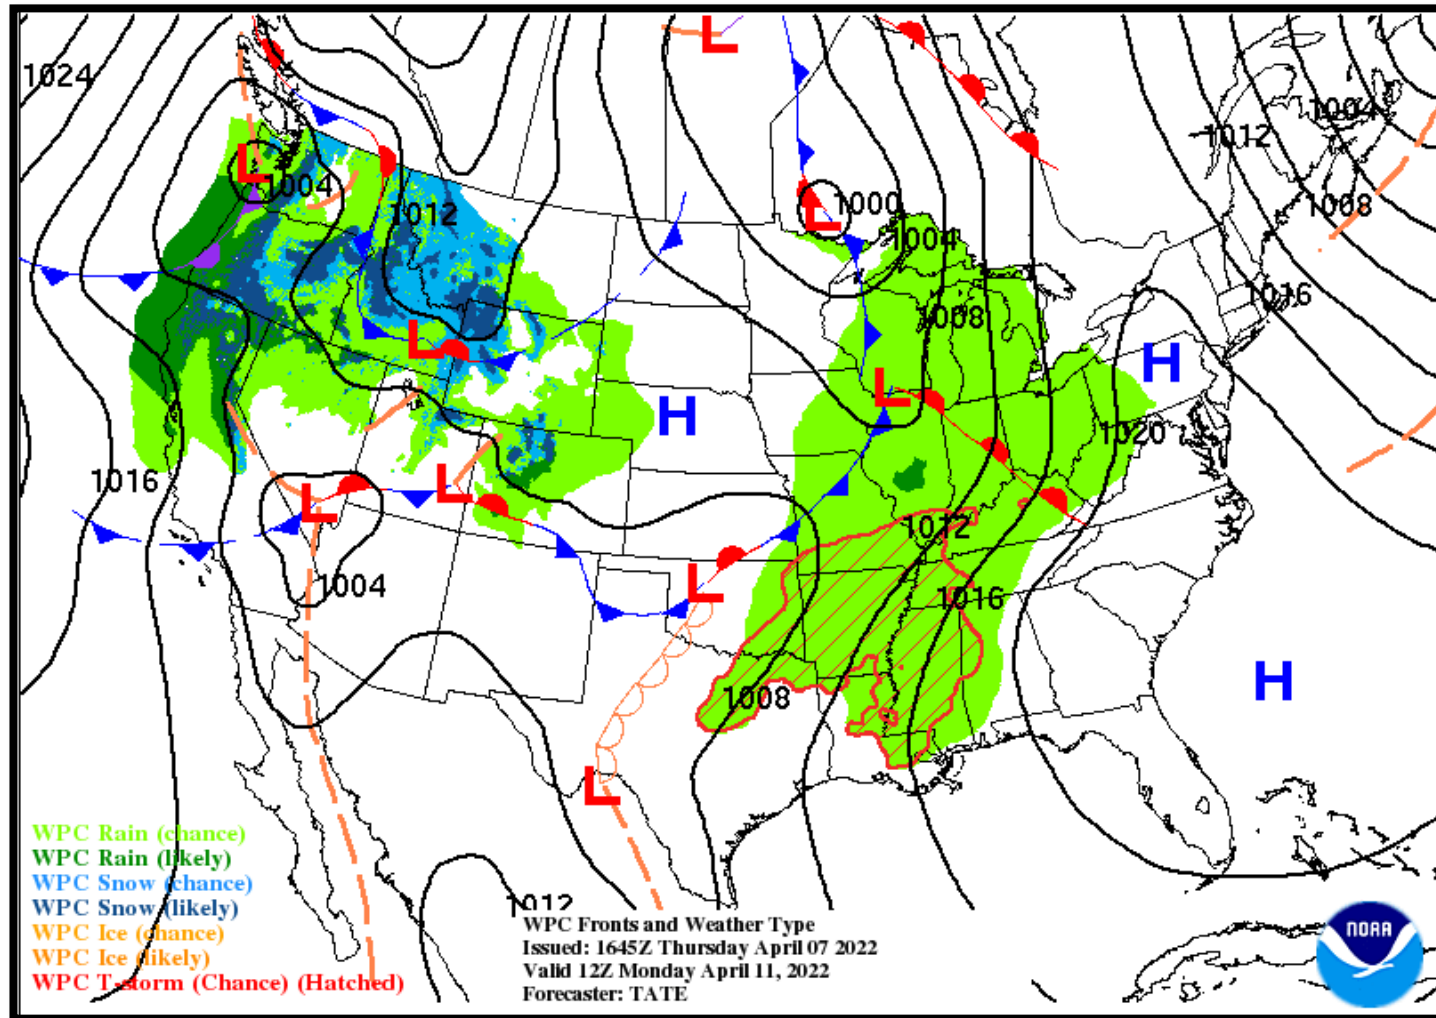 L
1024
1004
L
1004
1012
1012
1000
L
1008
1004
1016
1008
L
H
L
H
1020
1016
L
L
1012
1004
L
1016
H
1008
L
WPC Rain (chance)
WPC Rain (likely)
WPC Snow (chance)
WPC Snow (likely)
WPC Ice (chance)
WPC Ice (likely)
WPC T-storm (Chance) (Hatched)
1012
WPC Fronts and Weather Type
Issued: 1645Z Thursday April 07 2022
Valid 12Z Monday April 11, 2022
Forecaster: TATE
NOAA